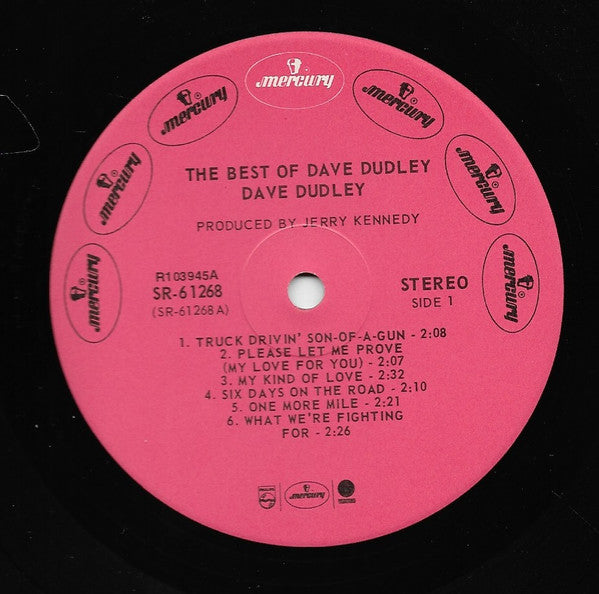 mercury
mercury
mercury
mercury
mercury
mercury
mercury
THE BEST OF DAVE DUDLEY
DAVE DUDLEY
PRODUCED BY JERRY KENNEDY
R103945A
SR-61268
(SR-61268 A)
STEREO
SIDE 1
1. TRUCK DRIVIN' SON-OF-A-GUN - 2:08
2. PLEASE LET ME PROVE
(MY LOVE FOR YOU) - 2:07
3. MY KIND OF LOVE - 2:32
4. SIX DAYS ON THE ROAD - 2:10
5. ONE MORE MILE - 2:21
6. WHAT WE'RE FIGHTING
FOR - 2:26
PHILIPS
mercury